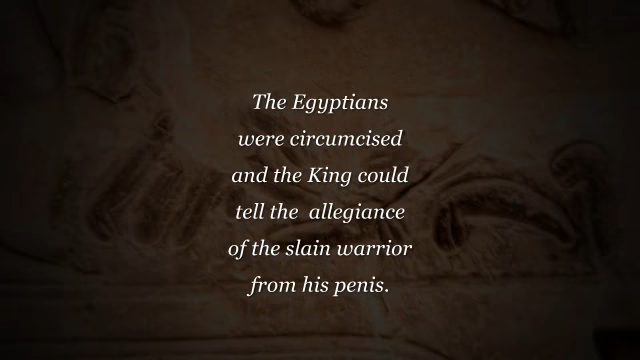 The Egyptians
were circumcised
and the King could
tell the  allegiance
of the slain warrior
from his penis.